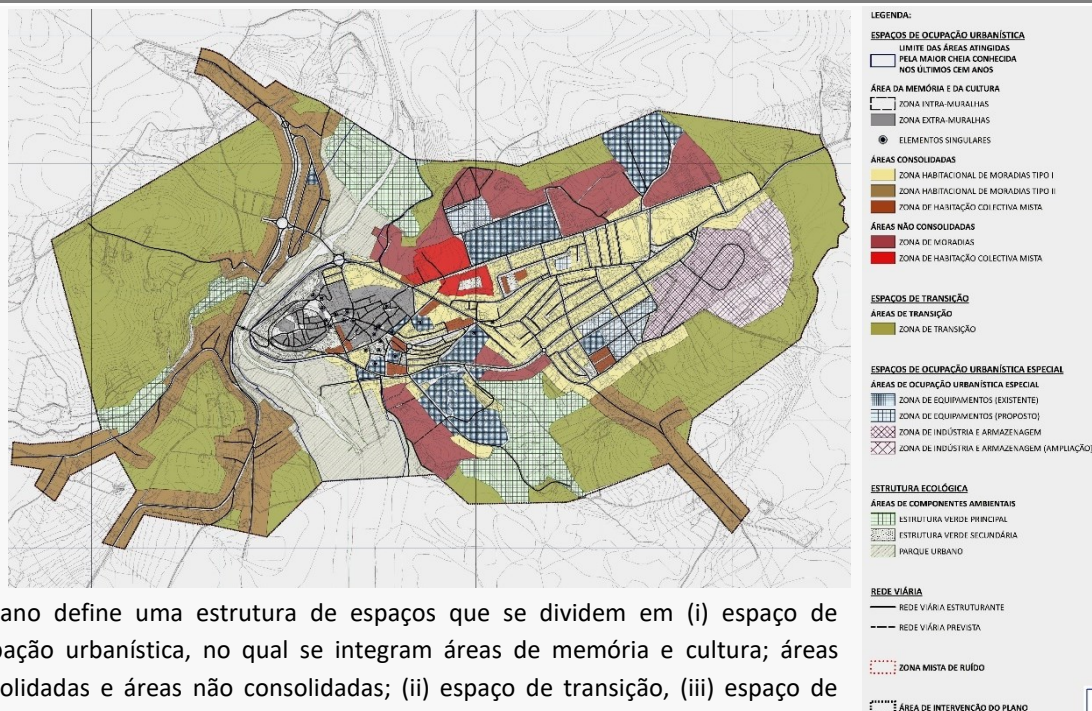 LEGENDA:
ESPAÇOS DE OCUPAÇÃO URBANÍSTICA
LIMITE DAS ÁREAS ATINGIDAS
PELA MAIOR CHEIA CONHECIDA
NOS ÚLTIMOS CEM ANOS
ÁREA DA MEMÓRIA E DA CULTURA
ZONA INTRA-MURALHAS
ZONA EXTRA-MURALHAS
ELEMENTOS SINGULARES
ÁREAS CONSOLIDADAS
ZONA HABITACIONAL DE MORADIAS TIPO I
ZONA HABITACIONAL DE MORADIAS TIPO II
ZONA DE HABITAÇÃO COLECTIVA MISTA
ÁREAS NÃO CONSOLIDADAS
ZONA DE MORADIAS
ZONA DE HABITAÇÃO COLECTIVA MISTA
ESPAÇOS DE TRANSIÇÃO
ÁREAS DE TRANSIÇÃO
ZONA DE TRANSIÇÃO
ESPAÇOS DE OCUPAÇÃO URBANÍSTICA ESPECIAL
ÁREAS DE OCUPAÇÃO URBANÍSTICA ESPECIAL
ZONA DE EQUIPAMENTOS (EXISTENTE)
ZONA DE EQUIPAMENTOS (PROPOSTO)
ZONA DE INDÚSTRIA E ARMAZENAGEM
ZONA DE INDÚSTRIA E ARMAZENAGEM (AMPLIAÇÃO)
ESTRUTURA ECOLÓGICA
ÁREAS DE COMPONENTES AMBIENTAIS
ESTRUTURA VERDE PRINCIPAL
ESTRUTURA VERDE SECUNDÁRIA
PARQUE URBANO
REDE VIÁRIA
REDE VIÁRIA ESTRUTURANTE
REDE VIÁRIA PREVISTA
ZONA MISTA DE RUÍDO
ÁREA DE INTERVENÇÃO DO PLANO
ano define uma estrutura de espaços que se dividem em (i) espaço de
pação urbanística, no qual se integram áreas de memória e cultura; áreas
olidadas e áreas não consolidadas; (ii) espaço de transição, (iii) espaço de